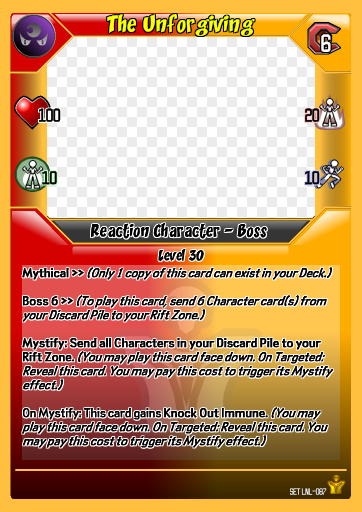 The Unforgiving
6
100
20
10
10
Reaction Character - Boss
Level 30
Mythical >> (Only 1 copy of this card can exist in your Deck.)
Boss 6 >> (To play this card, send 6 Character card(s) from
your Discard Pile to your Rift Zone.)
Mystify: Send all Characters in your Discard Pile to your
Rift Zone. (You may play this card face down. On Targeted:
Reveal this card. You may pay this cost to trigger its Mystify
effect.)
On Mystify: This card gains Knock Out Immune. (You may
play this card face down. On Targeted: Reveal this card. You
may pay this cost to trigger its Mystify effect.)
SET LNL-087